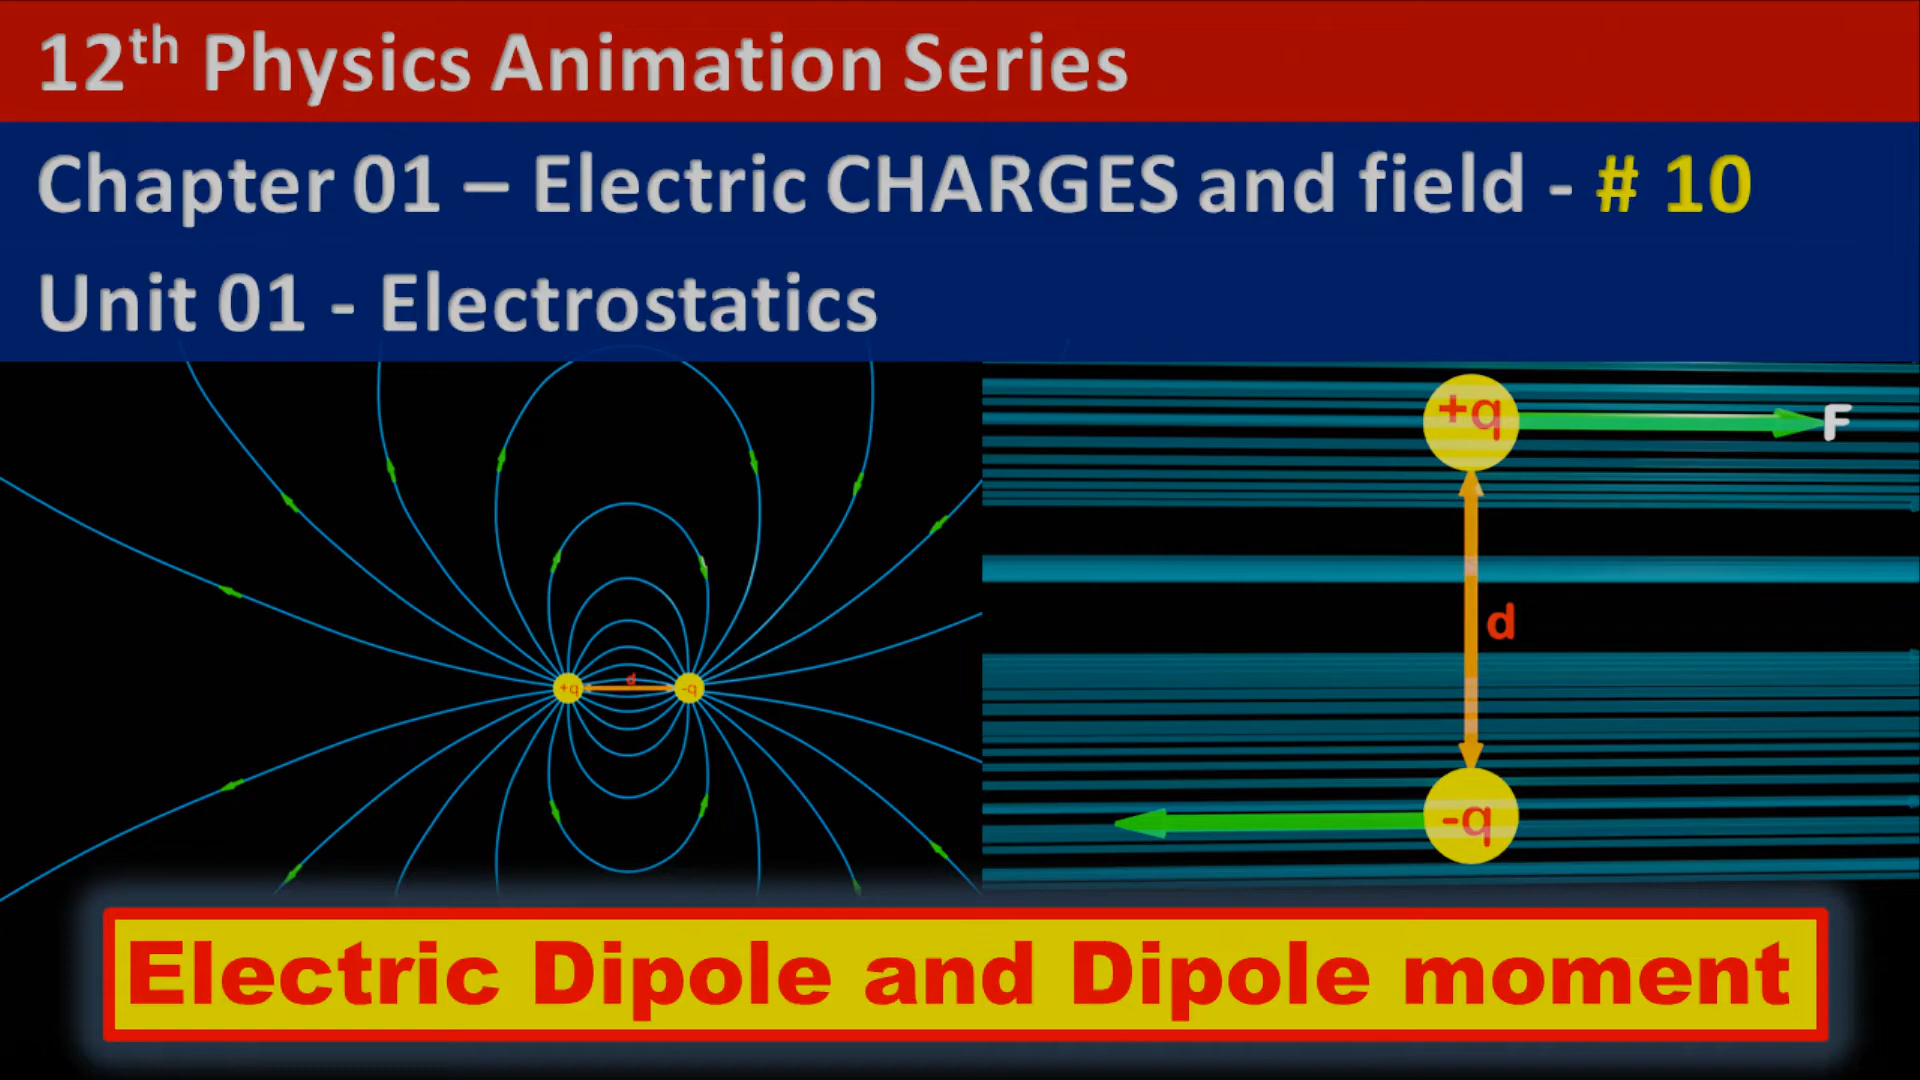 12th Physics Animation Series
Chapter 01 – Electric CHARGES and field - # 10
Unit 01 - Electrostatics
+q F
d
+q d -q
-q
Electric Dipole and Dipole moment